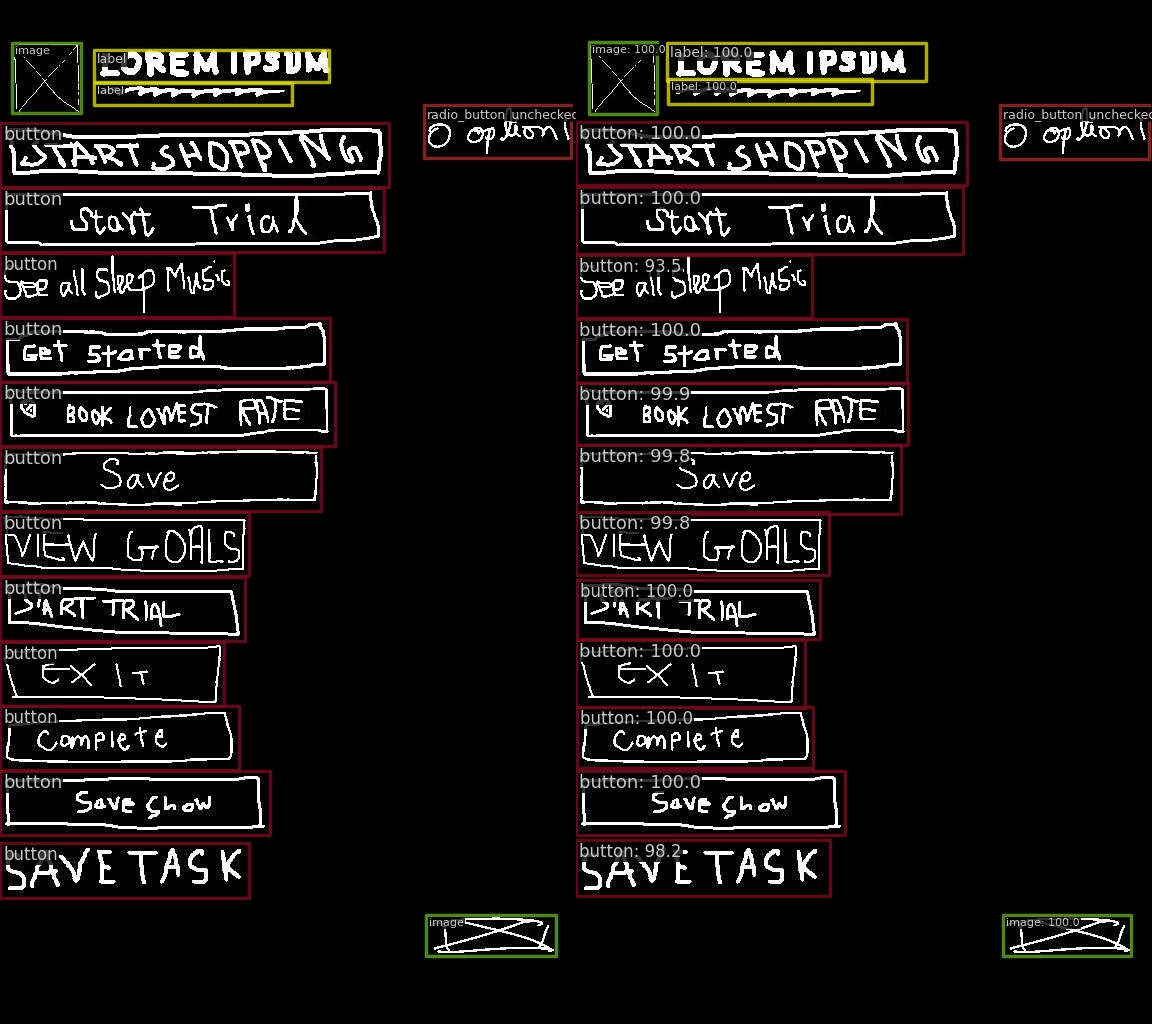 image image: 100.0
label LOREM IPSUM label: 100.0 LOREM IPSUM
label label: 100.0
radio_button_unchecked radio_button_unchecked
option 1 option 1
button START SHOPPING button: 100.0 START SHOPPING
button Start Trial button: 100.0 Start Trial
button See all Sleep Music button: 93.5 See all Sleep Music
button Get Started button: 100.0 Get Started
button BOOK LOWEST RATE button: 99.9 BOOK LOWEST RATE
button Save button: 99.8 Save
button VIEW GOALS button: 99.8 VIEW GOALS
button START TRIAL button: 100.0 START TRIAL
button EXIT button: 100.0 EXIT
button Complete button: 100.0 Complete
button Save Show button: 100.0 Save Show
button SAVE TASK button: 98.2 SAVE TASK
image image: 100.0